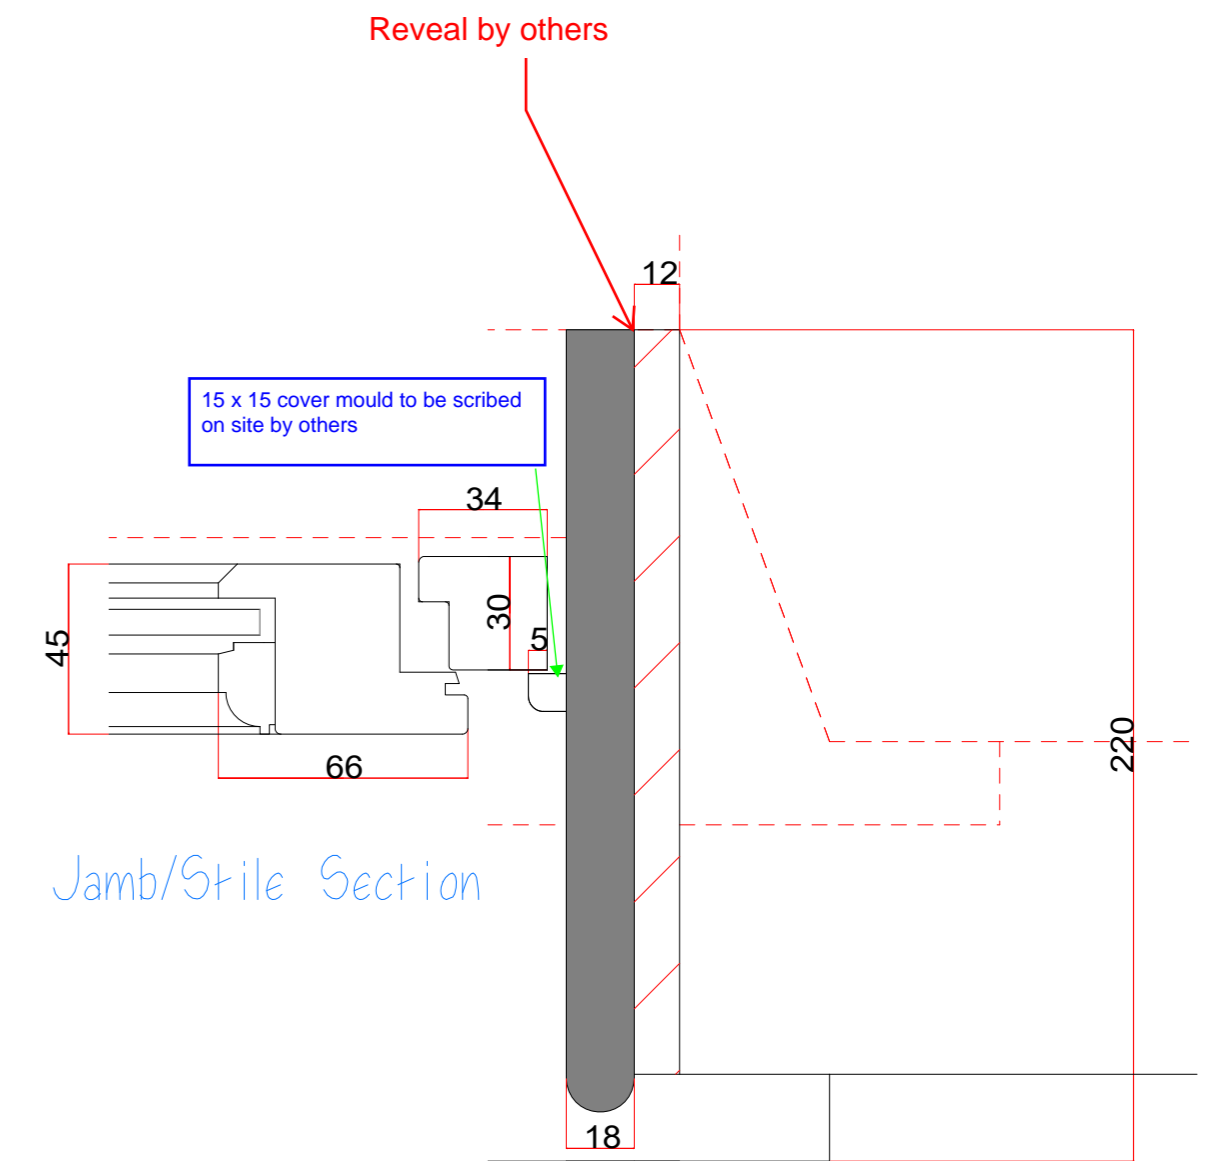 Reveal by others
12
15 x 15 cover mould to be scribed
on site by others
34
30
5
45
66
220
Jamb/Stile Section
18